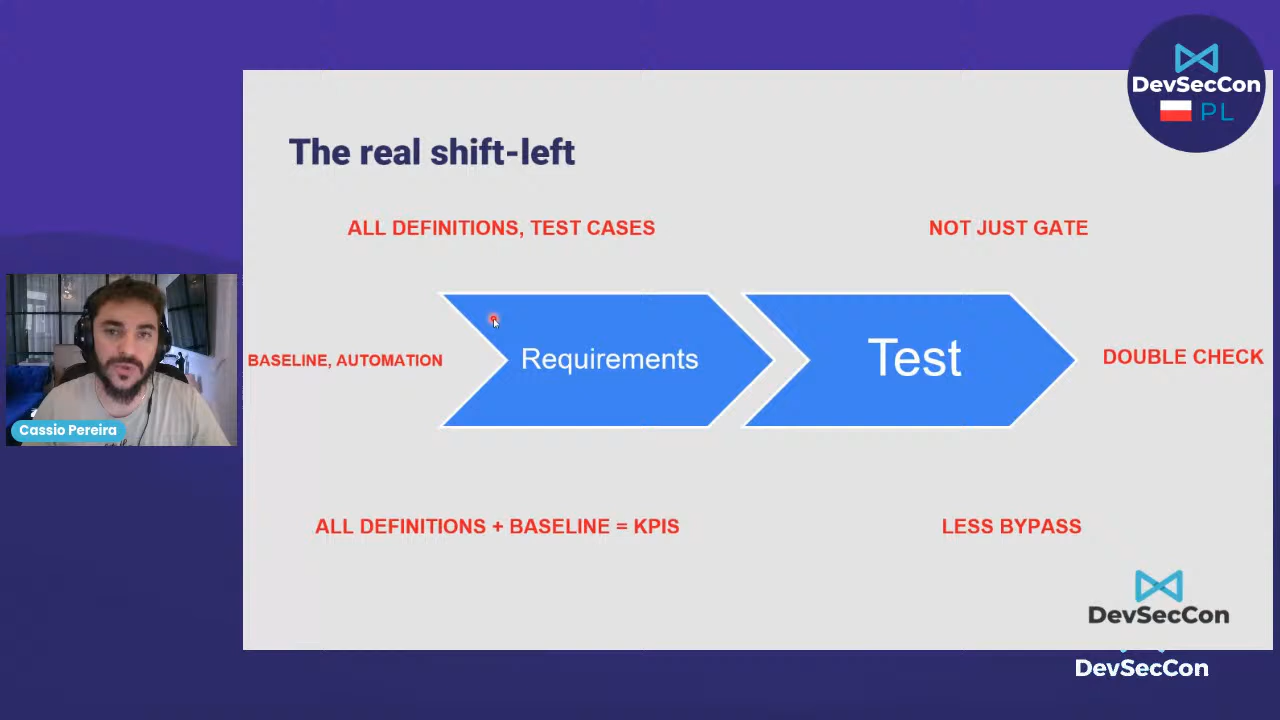 DevSecCon
PL
The real shift-left
ALL DEFINITIONS, TEST CASES
NOT JUST GATE
BASELINE, AUTOMATION
Requirements
Test
DOUBLE CHECK
Cassio Pereira
ALL DEFINITIONS + BASELINE = KPIS
LESS BYPASS
DevSecCon
DevSecCon